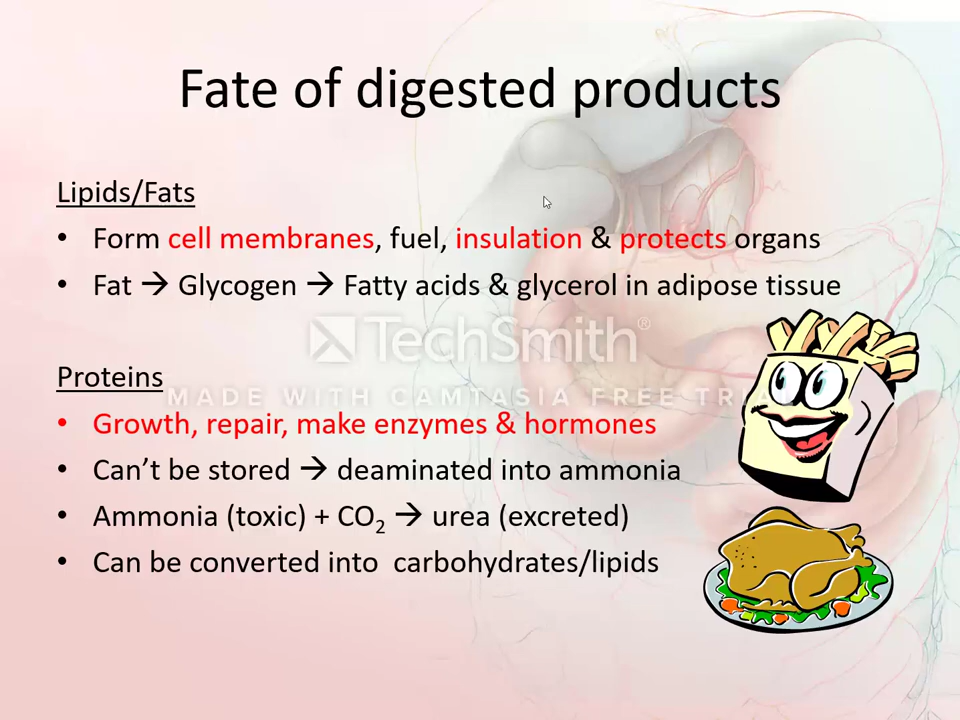 Fate of digested products
Lipids/Fats
• Form cell membranes, fuel, insulation & protects organs
• Fat → Glycogen → Fatty acids & glycerol in adipose tissue
TechSmith®
Proteins
MADE WITH CAMTASIA FREE TRIAL
• Growth, repair, make enzymes & hormones
• Can’t be stored → deaminated into ammonia
• Ammonia (toxic) + CO₂ → urea (excreted)
• Can be converted into  carbohydrates/lipids